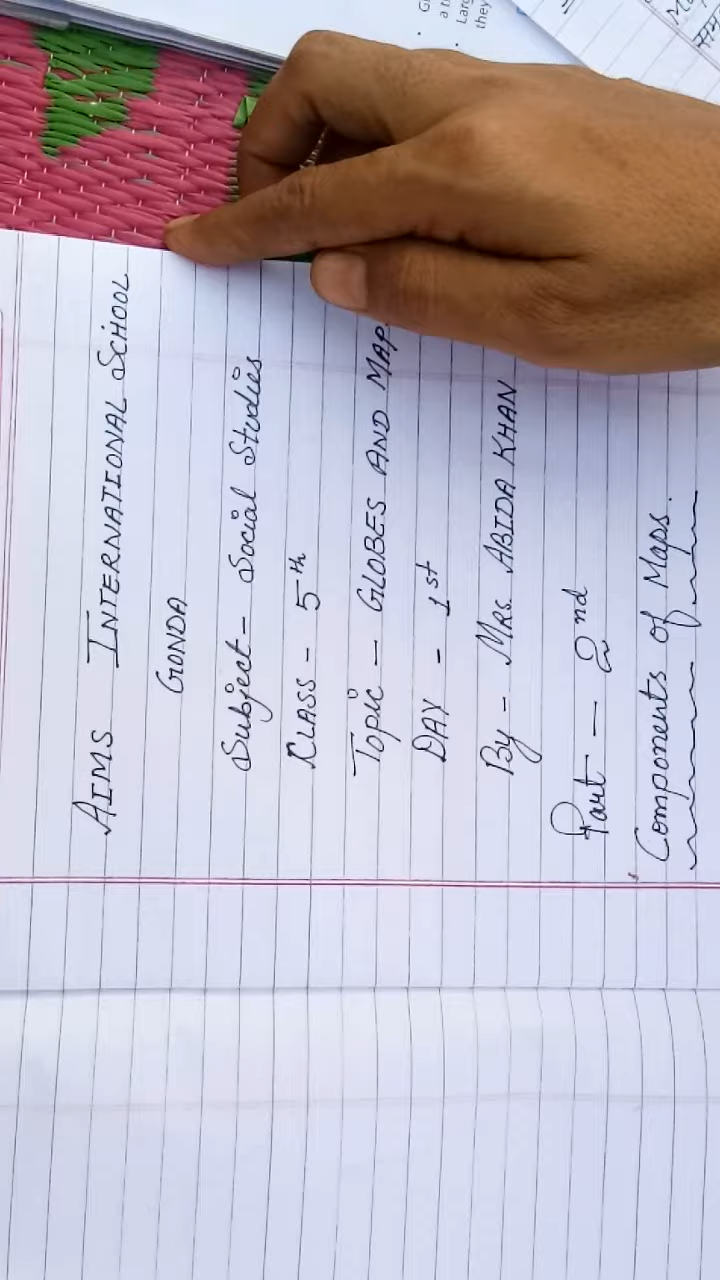 AIMS INTERNATIONAL SCHOOL
GONDA
Subject - Social Studies
CLASS - 5th
Topic - GLOBES AND MAP
DAY - 1st
By - MRS. ABIDA KHAN
Part - 2nd
Components of Maps.
they